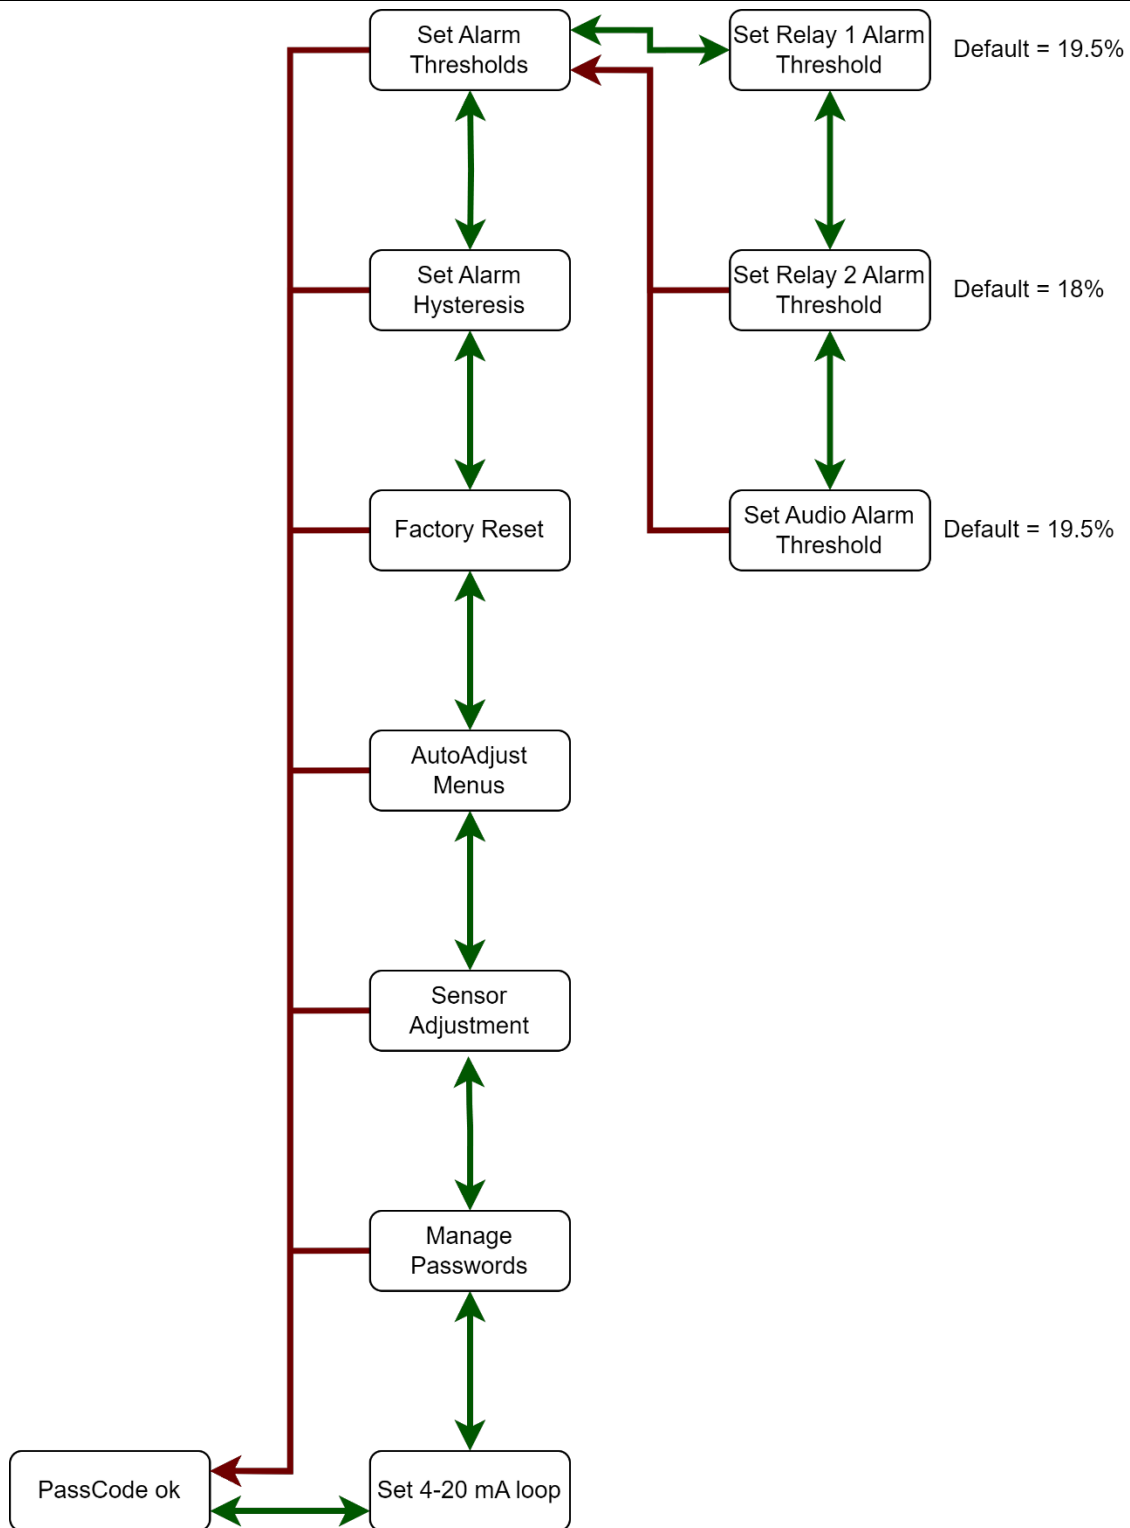 Set Alarm
Thresholds
Set Relay 1 Alarm
Threshold
Default = 19.5%
Set Alarm
Hysteresis
Set Relay 2 Alarm
Threshold
Default = 18%
Factory Reset
Set Audio Alarm
Threshold
Default = 19.5%
AutoAdjust
Menus
Sensor
Adjustment
Manage
Passwords
PassCode ok
Set 4-20 mA loop